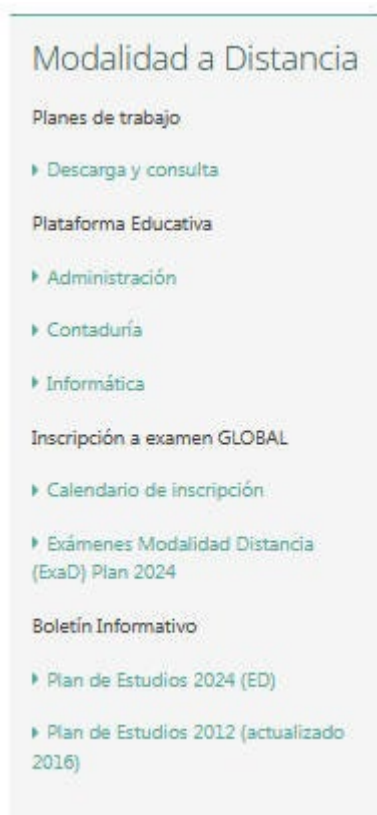 Modalidad a Distancia
Planes de trabajo
Descarga y consulta
Plataforma Educativa
Administración
Contaduría
Informática
Inscripción a examen GLOBAL
Calendario de inscripción
Exámenes Modalidad Distancia
(ExaD) Plan 2024
Boletín Informativo
Plan de Estudios 2024 (ED)
Plan de Estudios 2012 (actualizado
2016)